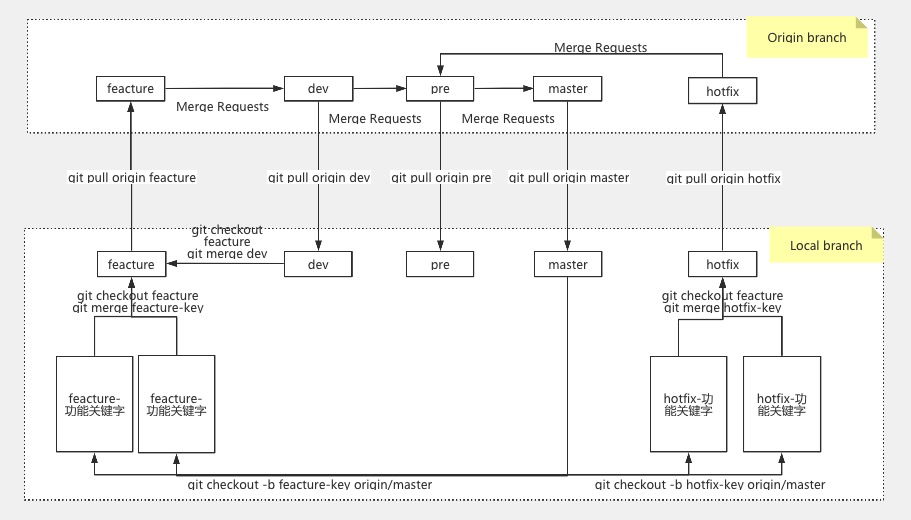 Origin branch
Merge Requests
feacture
dev
pre
master
hotfix
Merge Requests
Merge Requests
Merge Requests
git pull origin feacture
git pull origin dev
git pull origin pre
git pull origin master
git pull origin hotfix
Local branch
git checkout
feacture
git merge dev
feacture
dev
pre
master
hotfix
git checkout feacture
git merge feacture-key
git checkout feacture
git merge hotfix-key
feacture-
功能关键字
feacture-
功能关键字
hotfix-功
能关键字
hotfix-功
能关键字
git checkout -b feacture-key origin/master
git checkout -b hotfix-key origin/master